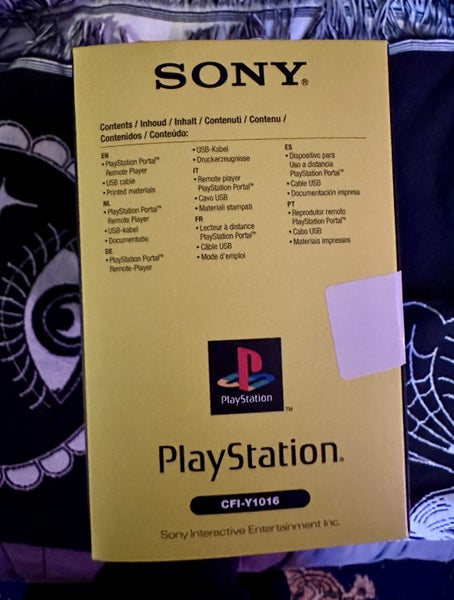 SONY®
Contents / Inhoud / Inhalt / Contenuti / Contenu /
Contenidos / Conteúdo:
EN
• PlayStation Portal™
Remote Player
• USB cable
• Printed materials
NL
• PlayStation Portal™
Remote Player
• USB-kabel
• Documentatie
DE
• PlayStation Portal™
Remote-Player
• USB-Kabel
• Druckerzeugnisse
IT
• Remote player
PlayStation Portal™
• Cavo USB
• Materiali stampati
FR
• Lecteur à distance
PlayStation Portal™
• Câble USB
• Mode d'emploi
ES
• Dispositivo para
Uso a distancia
PlayStation Portal™
• Cable USB
• Documentación impresa
PT
• Reprodutor remoto
PlayStation Portal™
• Cabo USB
• Materiais impressos
PlayStation
TM
PlayStation®
CFI-Y1016
Sony Interactive Entertainment Inc.